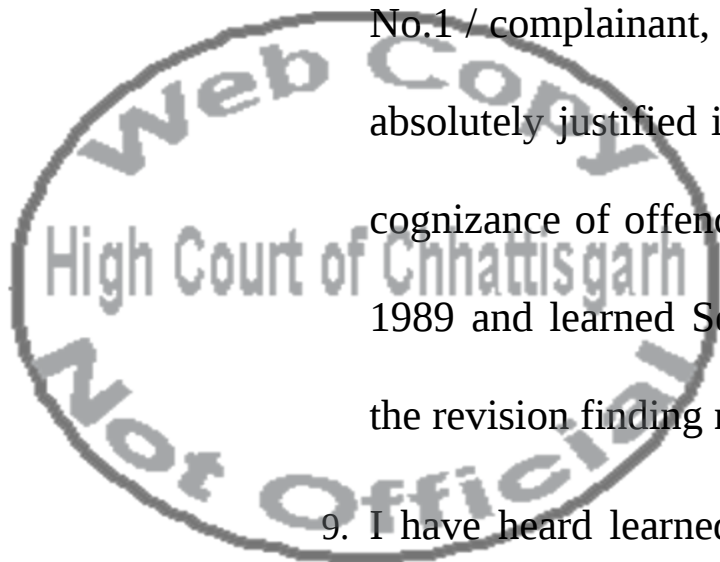 No.1 / complainant,
Web Copy
absolutely justified i
cognizance of offend
High Court of Chhattisgarh
1989 and learned Se
the revision finding r
Not Official
9. I have heard learned